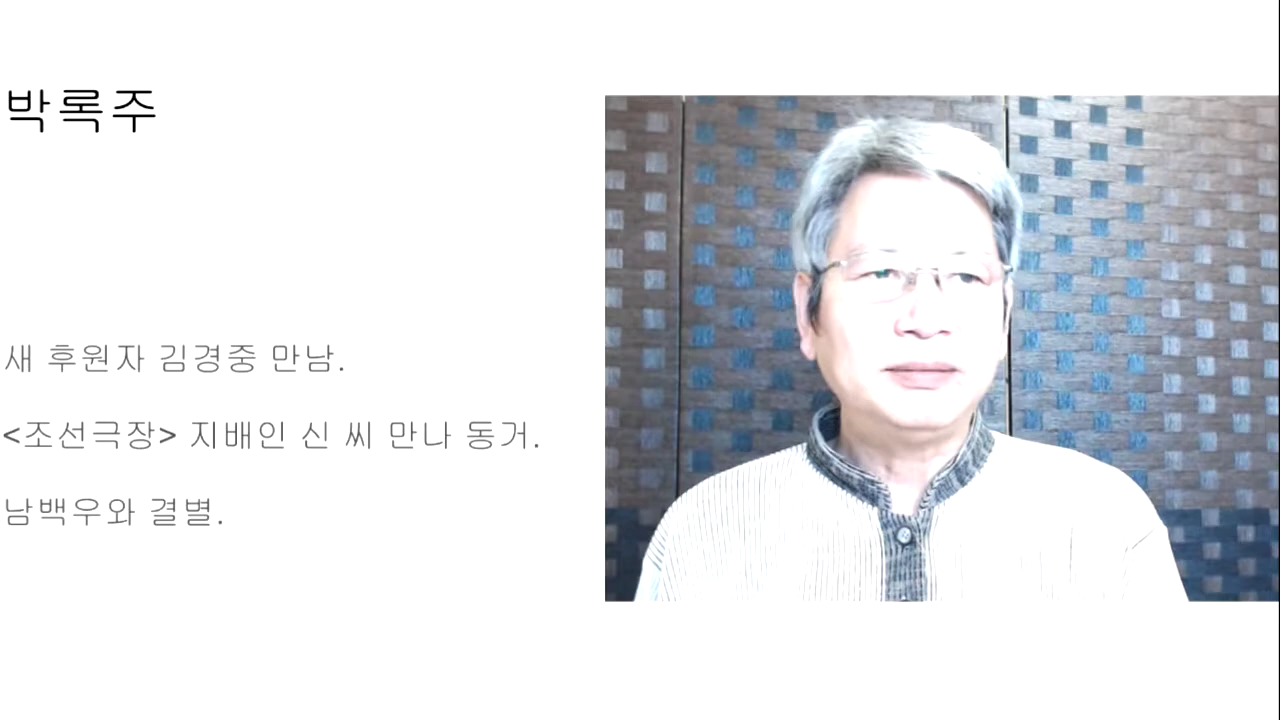 박록주
새 후원자 김경중 만남.
<조선극장> 지배인 신 씨 만나 동거.
남백우와 결별.